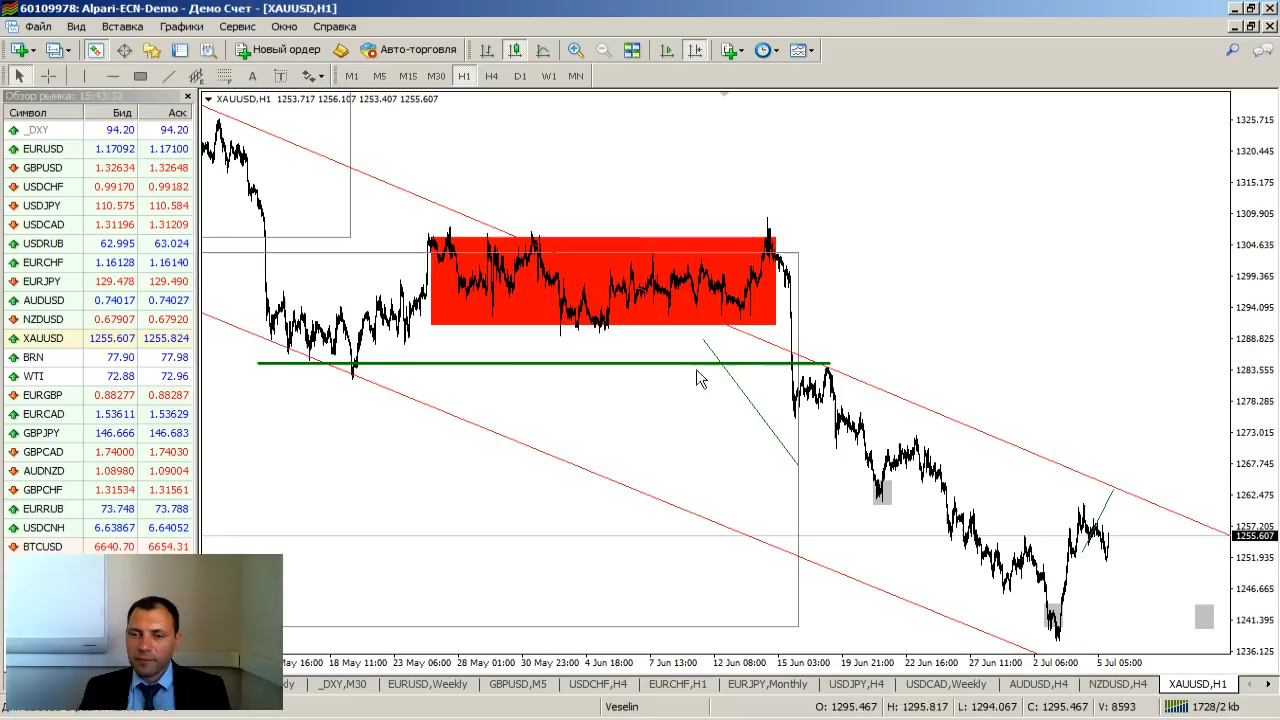 60109978: Alpari-ECN-Demo - Демо Счет - [XAUUSD,H1]
Файл Вид Вставка Графики Сервис Окно Справка
Новый ордер Авто-торго
A T M1 M5 M15 M30 H1 H4 D1 W1 MN
Обзор рынка: 15:43:32
Символ Бид Аск
_DXY 94.20 94.20
EURUSD 1.17092 1.17100
GBPUSD 1.32634 1.32648
USDCHF 0.99170 0.99182
USDJPY 110.575 110.584
USDCAD 1.31196 1.31209
USDRUB 62.995 63.024
EURCHF 1.16128 1.16140
EURJPY 129.478 129.490
AUDUSD 0.74017 0.74027
NZDUSD 0.67907 0.67920
XAUUSD 1255.607 1255.824
BRN 77.90 77.98
WTI 72.88 72.96
EURGBP 0.88277 0.88287
EURCAD 1.53611 1.53629
GBPJPY 146.666 146.683
GBPCAD 1.74000 1.74030
AUDNZD 1.08980 1.09004
GBPCHF 1.31534 1.31561
EURRUB 73.748 73.788
USDCNH 6.63867 6.64052
BTCUSD 6640.70 6654.31
XAUUSD,H1 1253.717 1256.107 1253.407 1255.607
1325.715
1320.445
1315.175
1309.905
1304.635
1299.365
1294.095
1288.825
1283.555
1278.285
1273.015
1267.745
1262.475
1257.205
1255.607
1251.935
1246.665
1241.395
1236.125
May 16:00 18 May 11:00 23 May 06:00 28 May 01:00 30 May 23:00 4 Jun 18:00 7 Jun 13:00 12 Jun 08:00 15 Jun 03:00 19 Jun 21:00 22 Jun 16:00 27 Jun 11:00 2 Jul 06:00 5 Jul 05:00
_DXY,M30 EURUSD,Weekly GBPUSD,M5 USDCHF,H4 EURCHF,H1 EURJPY,Monthly USDJPY,H4 USDCAD,Weekly AUDUSD,H4 NZDUSD,H4 XAUUSD,H1
Veselin O: 1295.467 H: 1295.817 L: 1294.067 C: 1295.467 V: 8593 1728/2 kb